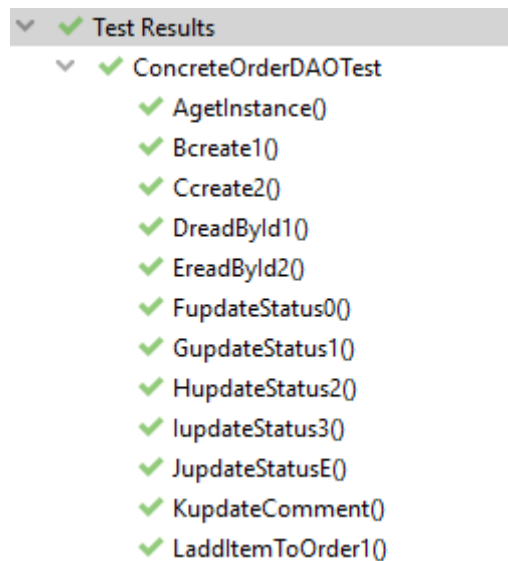 Test Results
ConcreteOrderDAOTest
AgetInstance()
Bcreate1()
Ccreate2()
DreadById1()
EreadById2()
FupdateStatus0()
GupdateStatus1()
HupdateStatus2()
IupdateStatus3()
JupdateStatusE()
KupdateComment()
LaddItemToOrder1()